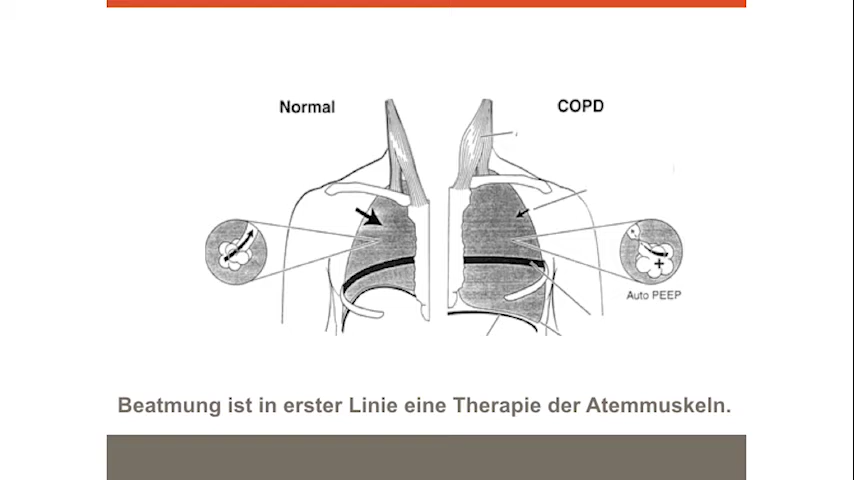 Normal
COPD
Auto PEEP
Beatmung ist in erster Linie eine Therapie der Atemmuskeln.